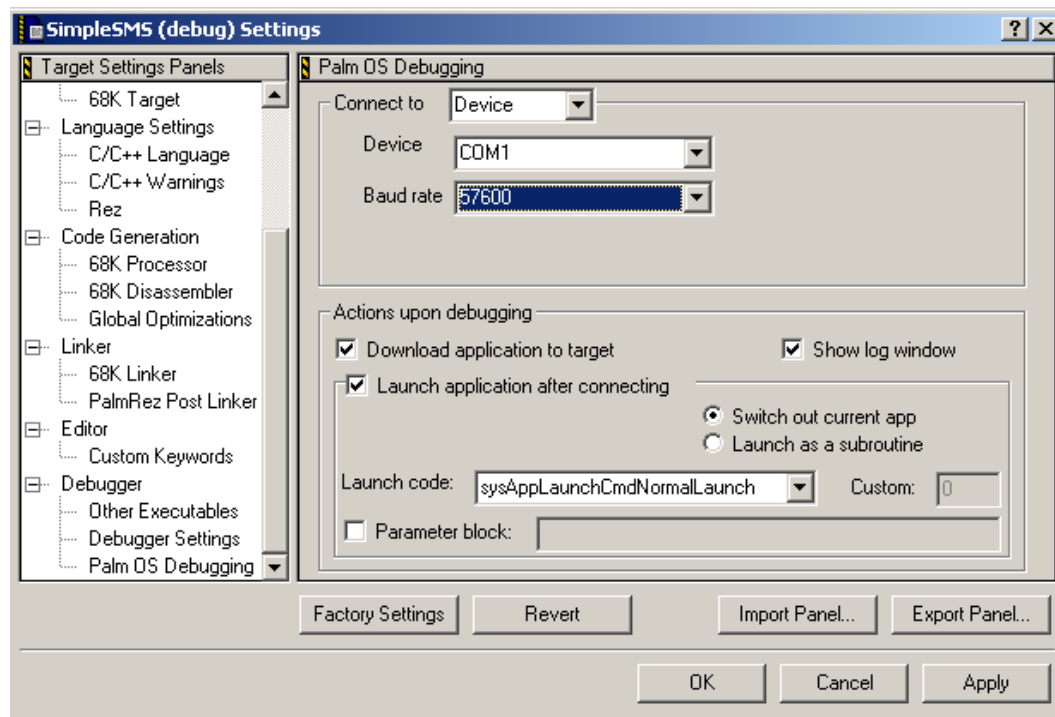 SimpleSMS (debug) Settings
Target Settings Panels
68K Target
Language Settings
C/C++ Language
C/C++ Warnings
Rez
Code Generation
68K Processor
68K Disassembler
Global Optimizations
Linker
68K Linker
PalmRez Post Linker
Editor
Custom Keywords
Debugger
Other Executables
Debugger Settings
Palm OS Debugging
Palm OS Debugging
Connect to Device
Device COM1
Baud rate 57600
Actions upon debugging
Download application to target Show log window
Launch application after connecting
Switch out current app
Launch as a subroutine
Launch code: sysAppLaunchCmdNormalLaunch Custom: 0
Parameter block:
Factory Settings Revert Import Panel... Export Panel...
OK Cancel Apply